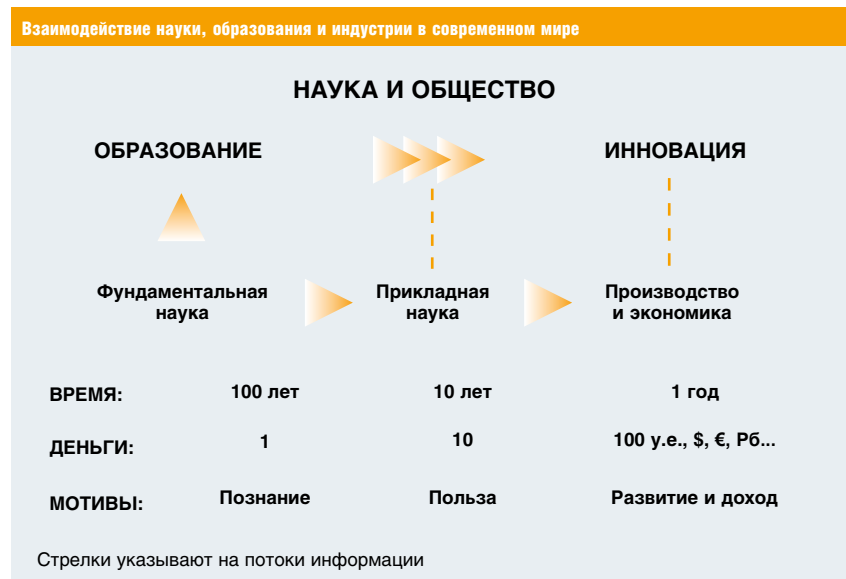 Взаимодействие науки, образования и индустрии в современном мире
НАУКА И ОБЩЕСТВО
ОБРАЗОВАНИЕ ИННОВАЦИЯ
Фундаментальная Прикладная Производство
наука наука и экономика
ВРЕМЯ: 100 лет 10 лет 1 год
ДЕНЬГИ: 1 10 100 у.е., $, €, Рб...
МОТИВЫ: Познание Польза Развитие и доход
Стрелки указывают на потоки информации